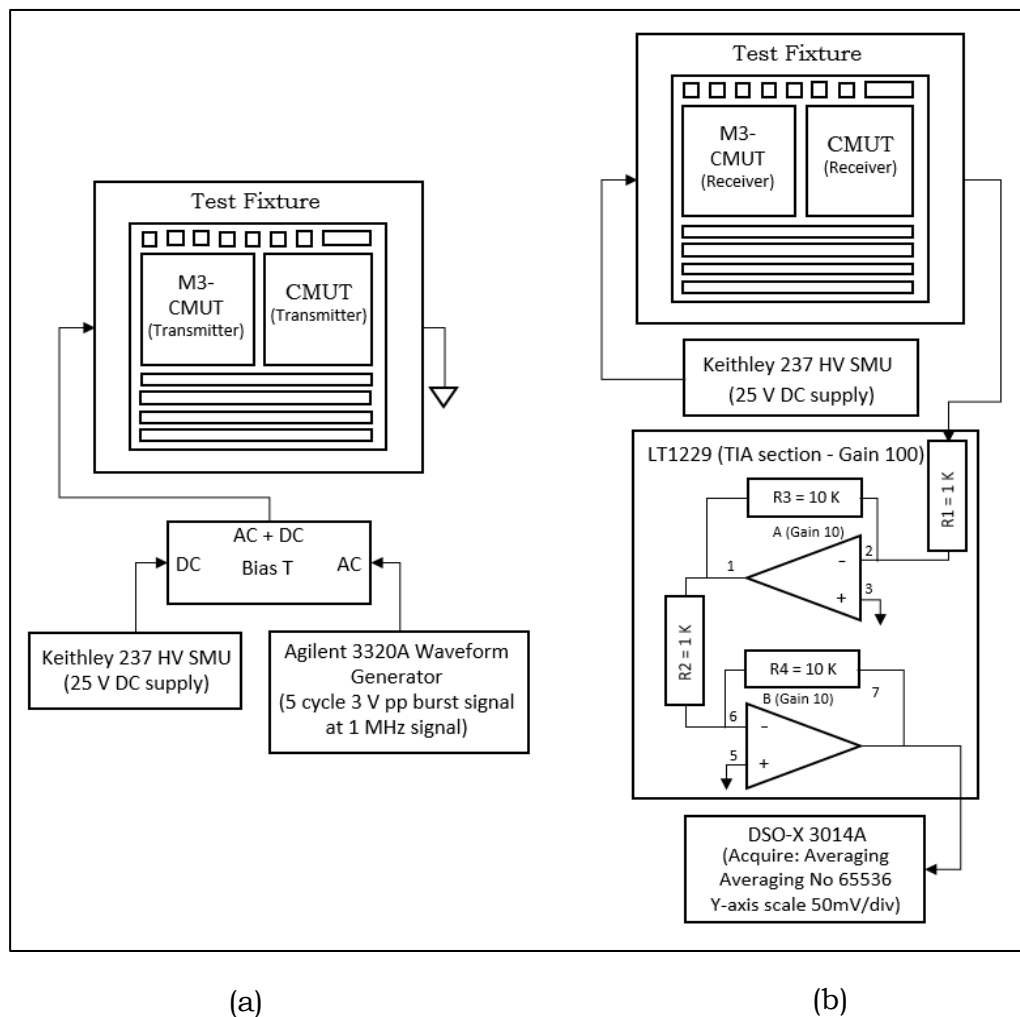 Test Fixture
M3-
CMUT
(Transmitter)
CMUT
(Transmitter)
AC + DC
DC
Bias T
AC
Keithley 237 HV SMU
(25 V DC supply)
Agilent 3320A Waveform
Generator
(5 cycle 3 V pp burst signal
at 1 MHz signal)
(a)
Test Fixture
M3-
CMUT
(Receiver)
CMUT
(Receiver)
Keithley 237 HV SMU
(25 V DC supply)
LT1229 (TIA section - Gain 100)
R1 = 1 K
R3 = 10 K
A (Gain 10)
1
2
−
3
+
R2 = 1 K
R4 = 10 K
7
B (Gain 10)
6
−
5
+
DSO-X 3014A
(Acquire: Averaging
Averaging No 65536
Y-axis scale 50mV/div)
(b)